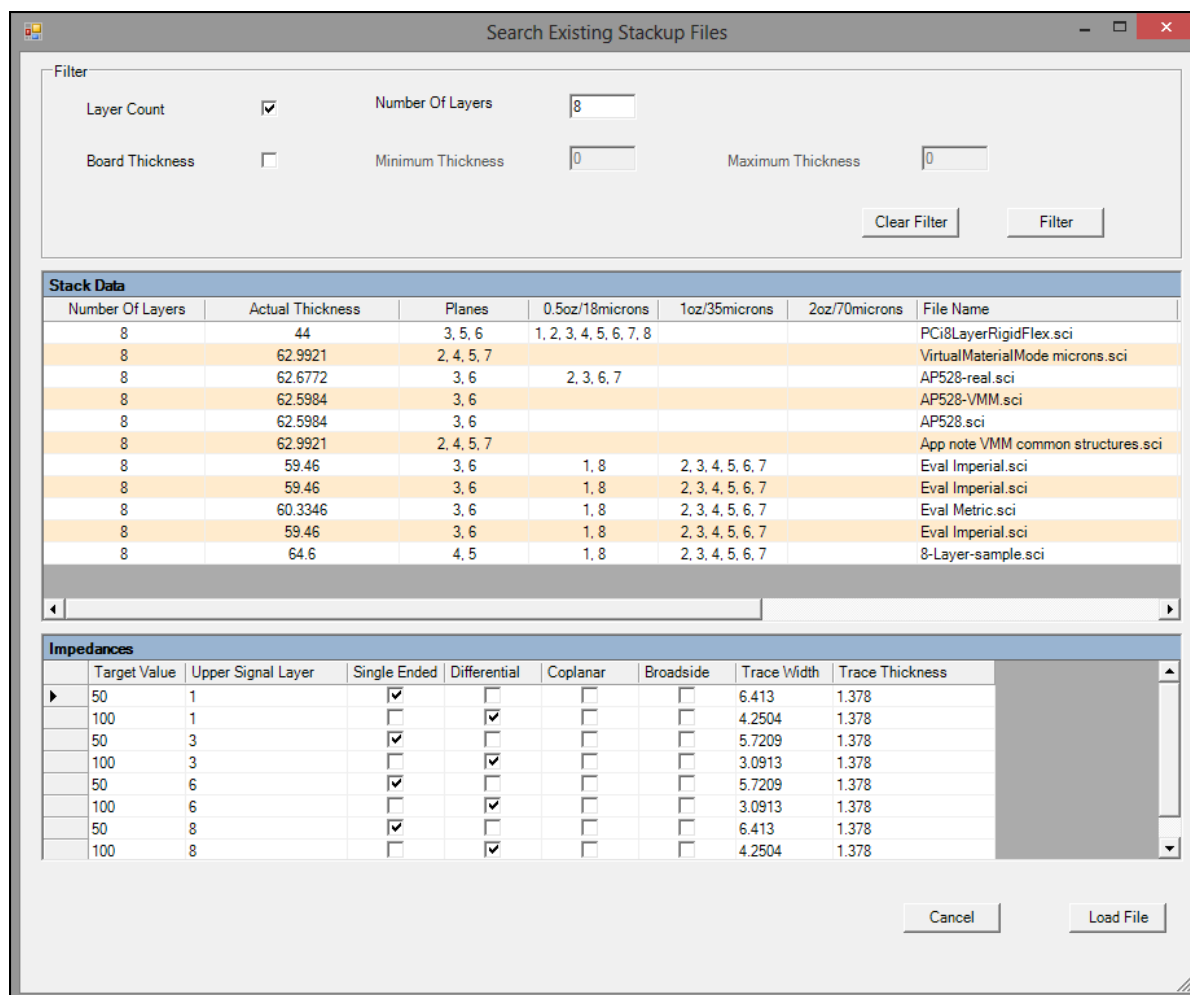 Search Existing Stackup Files
Filter
Layer Count Number Of Layers 8
Board Thickness Minimum Thickness 0 Maximum Thickness 0
Clear Filter Filter
Stack Data
Number Of Layers Actual Thickness Planes 0.5oz/18microns 1oz/35microns 2oz/70microns File Name
8 44 3, 5, 6 1, 2, 3, 4, 5, 6, 7, 8 PCi8LayerRigidFlex.sci
8 62.9921 2, 4, 5, 7 VirtualMaterialMode microns.sci
8 62.6772 3, 6 2, 3, 6, 7 AP528-real.sci
8 62.5984 3, 6 AP528-VMM.sci
8 62.5984 3, 6 AP528.sci
8 62.9921 2, 4, 5, 7 App note VMM common structures.sci
8 59.46 3, 6 1, 8 2, 3, 4, 5, 6, 7 Eval Imperial.sci
8 59.46 3, 6 1, 8 2, 3, 4, 5, 6, 7 Eval Imperial.sci
8 60.3346 3, 6 1, 8 2, 3, 4, 5, 6, 7 Eval Metric.sci
8 59.46 3, 6 1, 8 2, 3, 4, 5, 6, 7 Eval Imperial.sci
8 64.6 4, 5 1, 8 2, 3, 4, 5, 6, 7 8-Layer-sample.sci
Impedances
Target Value Upper Signal Layer Single Ended Differential Coplanar Broadside Trace Width Trace Thickness
50 1 6.413 1.378
100 1 4.2504 1.378
50 3 5.7209 1.378
100 3 3.0913 1.378
50 6 5.7209 1.378
100 6 3.0913 1.378
50 8 6.413 1.378
100 8 4.2504 1.378
Cancel Load File